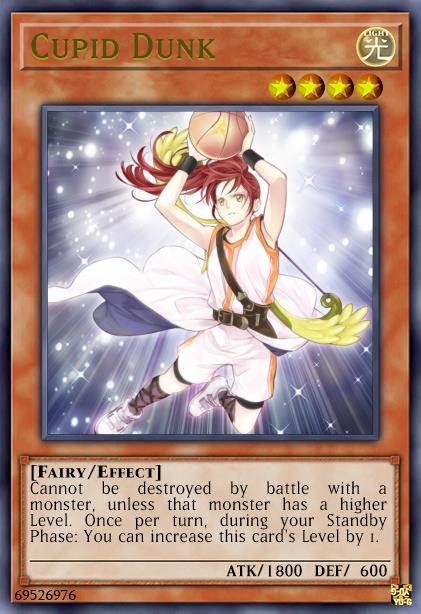 Cupid Dunk
LIGHT
光
[Fairy/Effect]
Cannot be destroyed by battle with a
monster, unless that monster has a higher
Level. Once per turn, during your Standby
Phase: You can increase this card's Level by 1.
ATK/1800 DEF/ 600
69526976